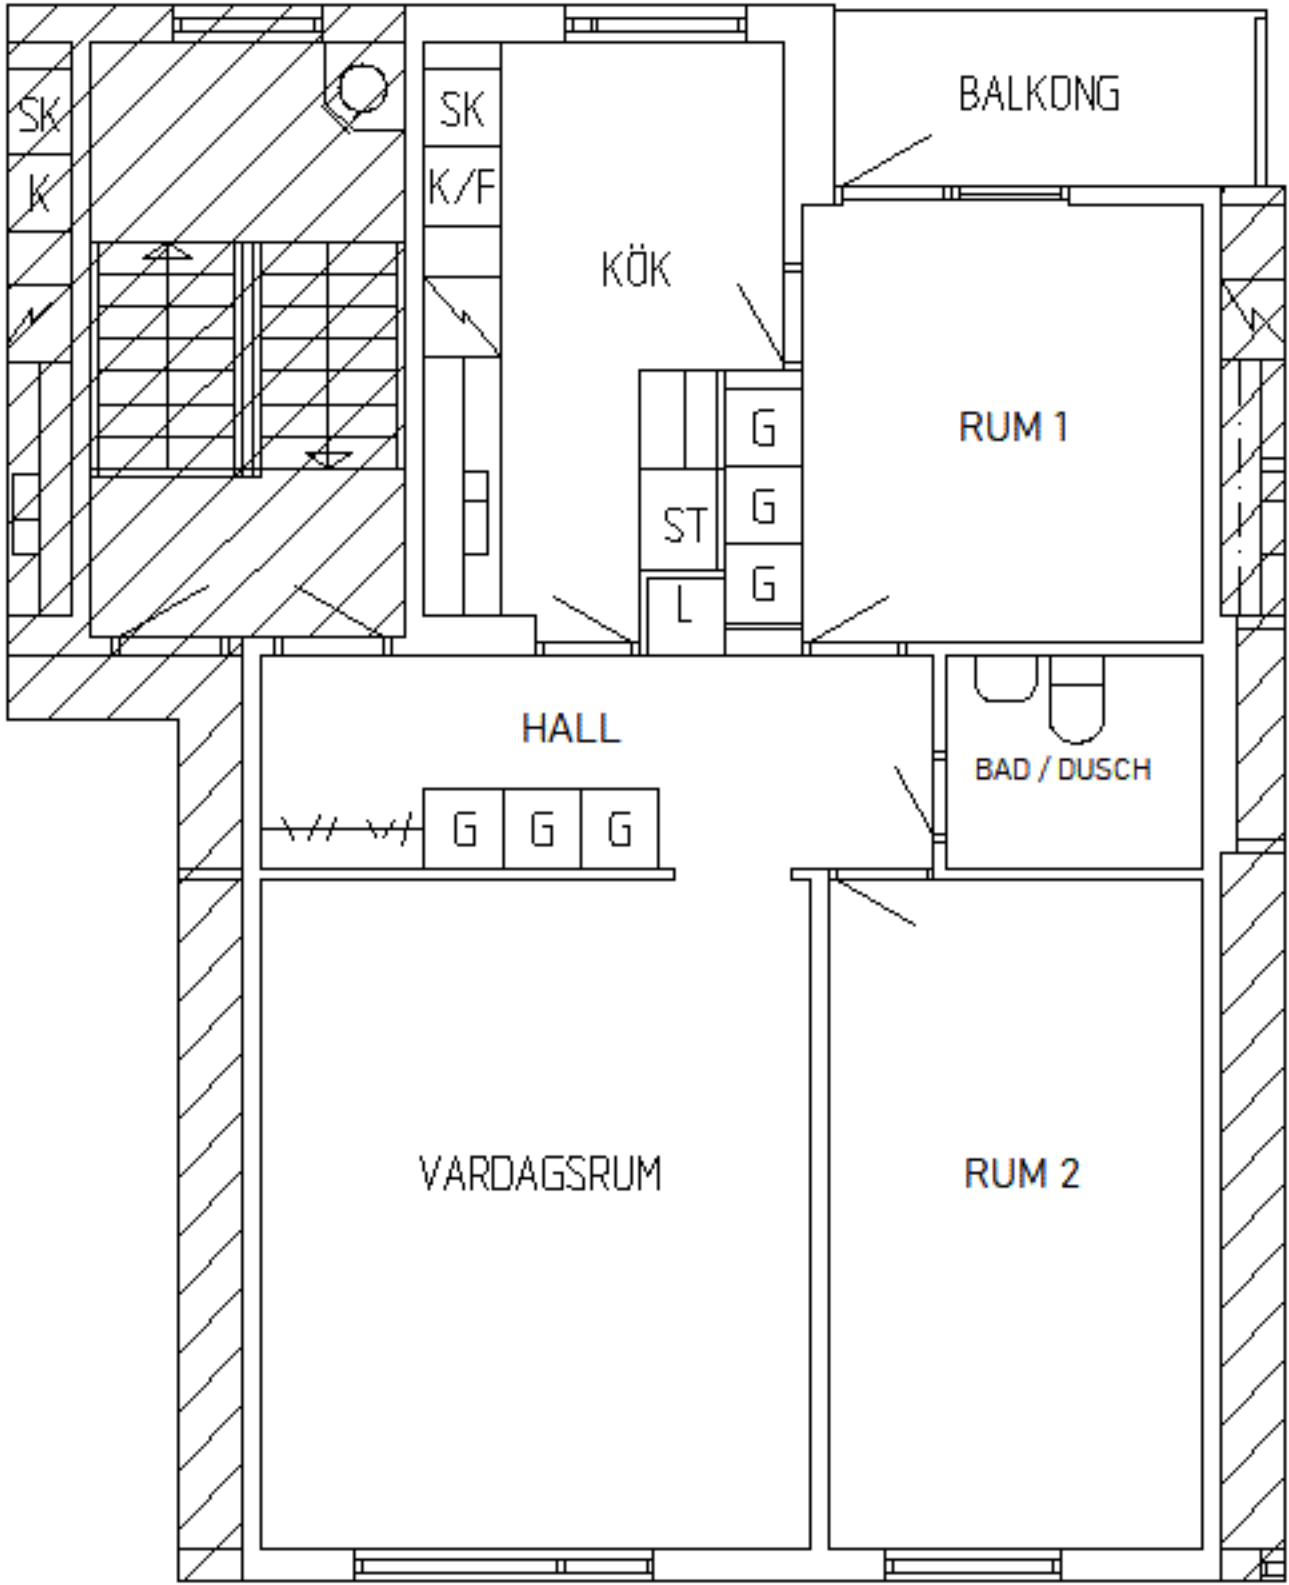 BALKONG
SK
SK
K
K/F
KÖK
G
RUM 1
G
ST
G
L
HALL
BAD / DUSCH
G
G
G
VARDAGSRUM
RUM 2